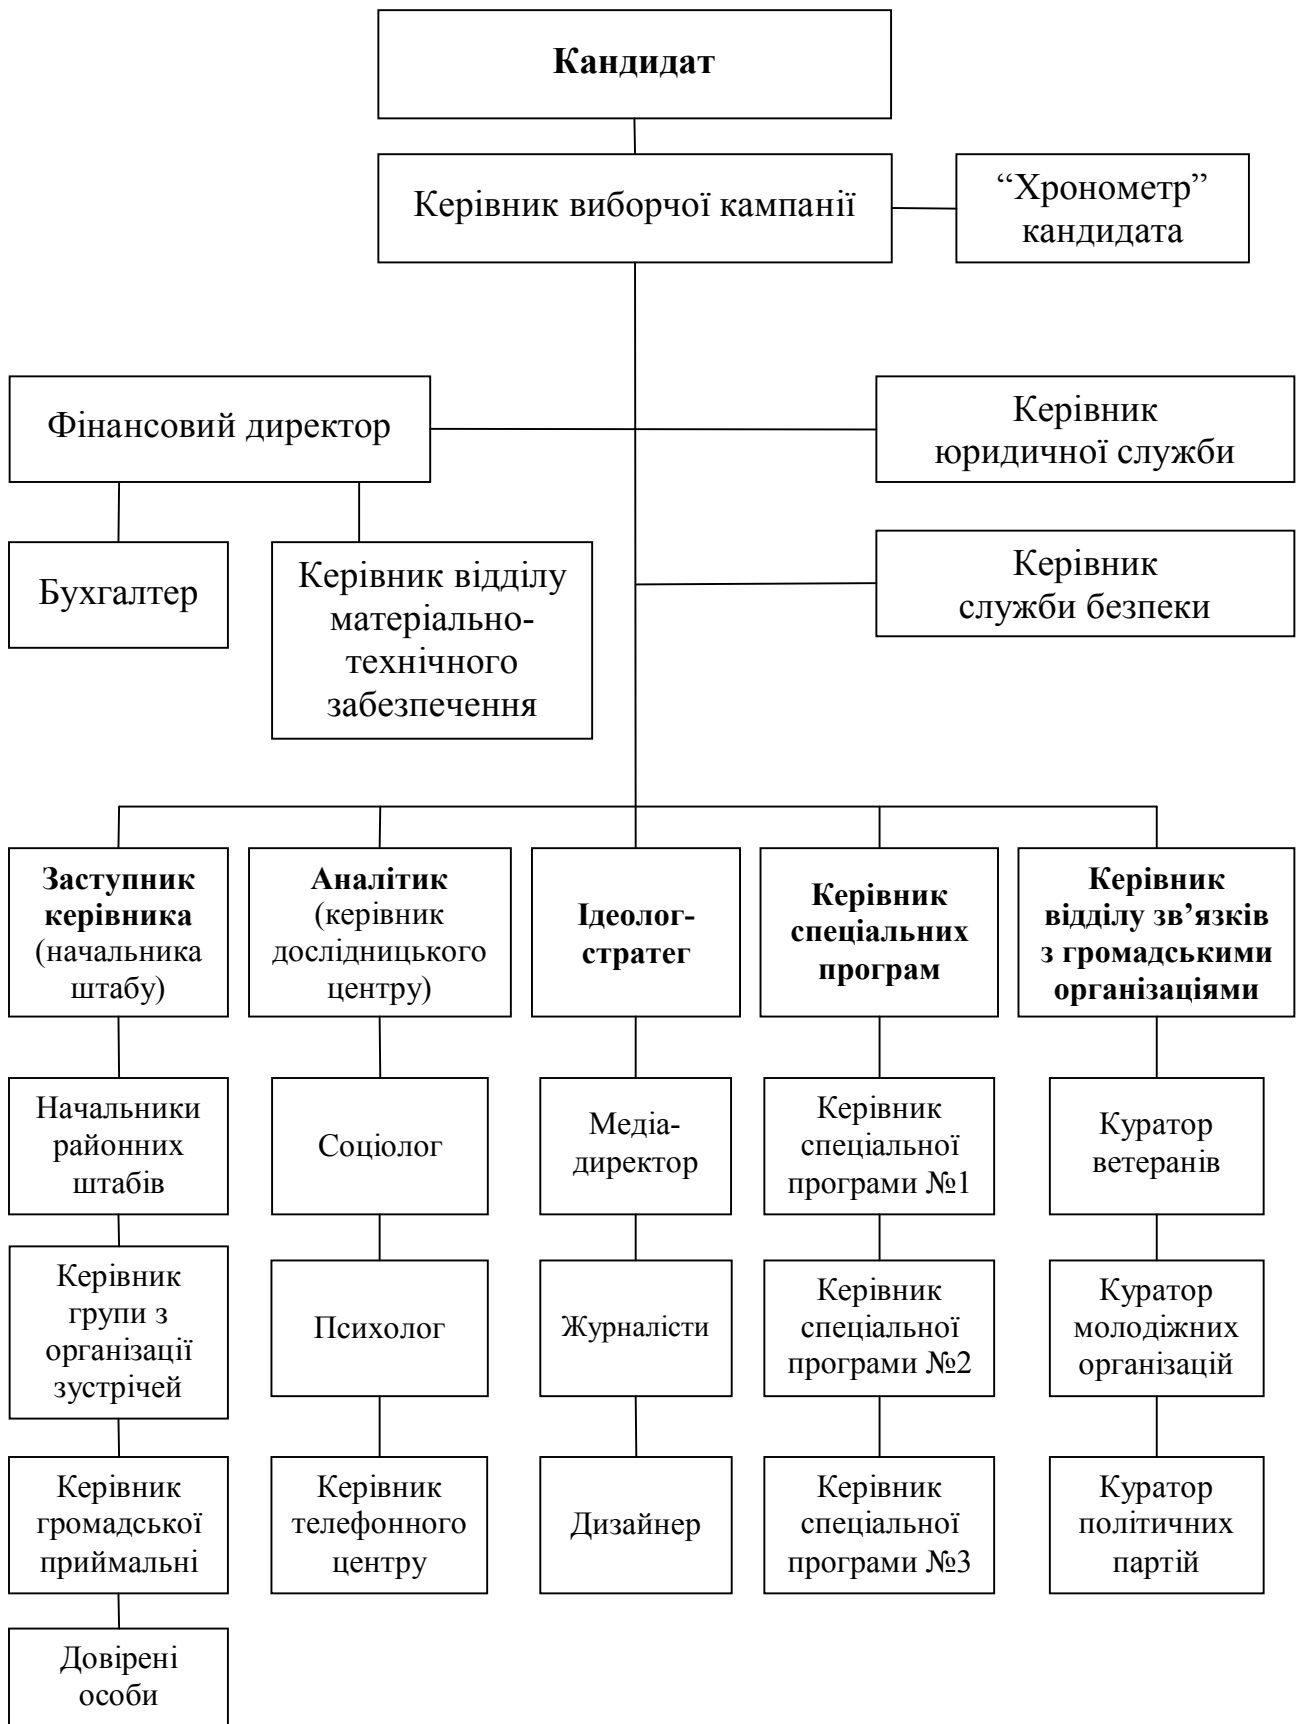 Кандидат
Керівник виборчої кампанії
“Хронометр”
кандидата
Фінансовий директор
Керівник
юридичної служби
Бухгалтер
Керівник відділу
матеріально-
технічного
забезпечення
Керівник
служби безпеки
Заступник
керівника
(начальника
штабу)
Аналітик
(керівник
дослідницького
центру)
Ідеолог-
стратег
Керівник
спеціальних
програм
Керівник
відділу зв’язків
з громадськими
організаціями
Начальники
районних
штабів
Соціолог
Медіа-
директор
Керівник
спеціальної
програми №1
Куратор
ветеранів
Керівник
групи з
організації
зустрічей
Психолог
Журналісти
Керівник
спеціальної
програми №2
Куратор
молодіжних
організацій
Керівник
громадської
приймальні
Керівник
телефонного
центру
Дизайнер
Керівник
спеціальної
програми №3
Куратор
політичних
партій
Довірені
особи